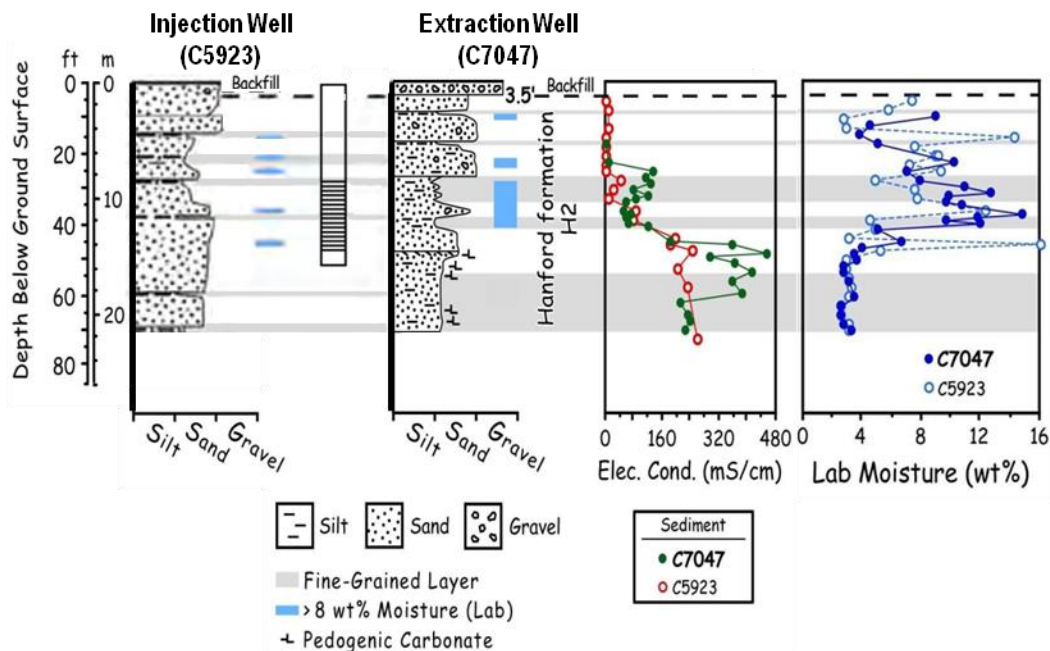 Injection Well
(C5923)
Extraction Well
(C7047)
ft
m
Depth Below Ground Surface
0
20
40
60
80
0
10
20
Backfill
3.5'
Backfill
Hanford formation
H2
Silt
Sand
Gravel
Silt
Sand
Gravel
0
160
320
480
Elec. Cond. (mS/cm)
C7047
C5923
0
4
8
12
16
Lab Moisture (wt%)
Silt
Sand
Gravel
Fine-Grained Layer
>8 wt% Moisture (Lab)
Pedogenic Carbonate
Sediment
C7047
C5923